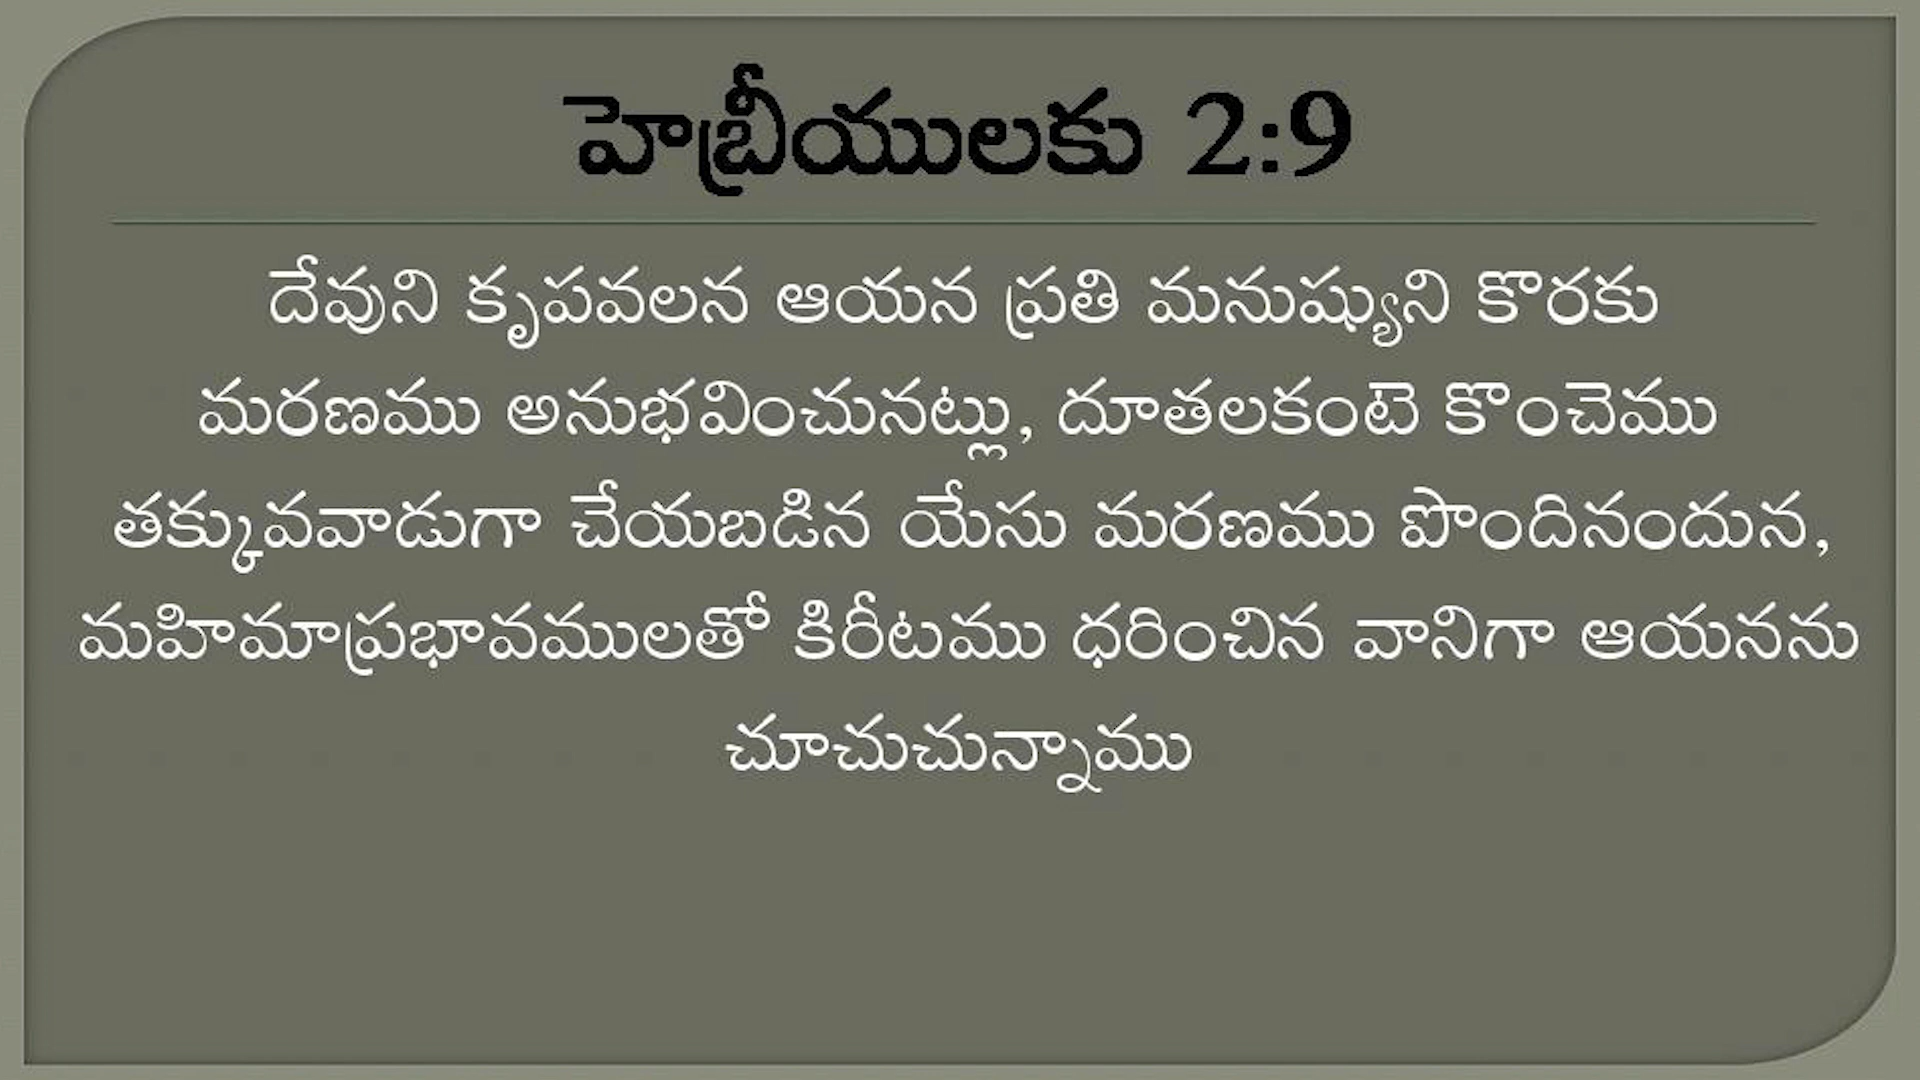 హెబ్రీయులకు 2:9
దేవుని కృపవలన ఆయన ప్రతి మనుష్యుని కొరకు
మరణము అనుభవించునట్లు, దూతలకంటె కొంచెము
తక్కువవాడుగా చేయబడిన యేసు మరణము పొందినందున,
మహిమాప్రభావములతో కిరీటము ధరించిన వానిగా ఆయనను
చూచుచున్నాము